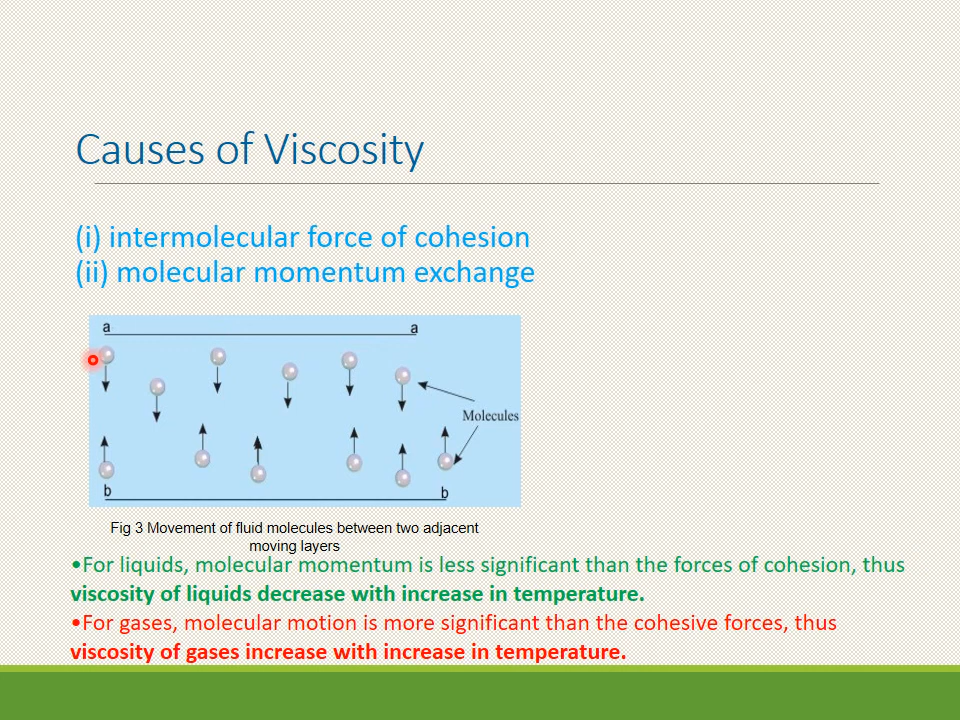 Causes of Viscosity
(i) intermolecular force of cohesion
(ii) molecular momentum exchange
a a
Molecules
b b
Fig 3 Movement of fluid molecules between two adjacent
moving layers
•For liquids, molecular momentum is less significant than the forces of cohesion, thus
viscosity of liquids decrease with increase in temperature.
•For gases, molecular motion is more significant than the cohesive forces, thus
viscosity of gases increase with increase in temperature.